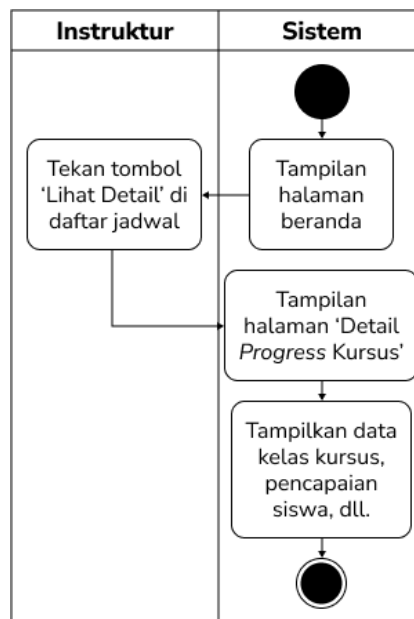 Instruktur
Sistem
Tampilan
halaman
beranda
Tekan tombol
‘Lihat Detail’ di
daftar jadwal
Tampilan
halaman ‘Detail
Progress Kursus’
Tampilkan data
kelas kursus,
pencapaian
siswa, dll.